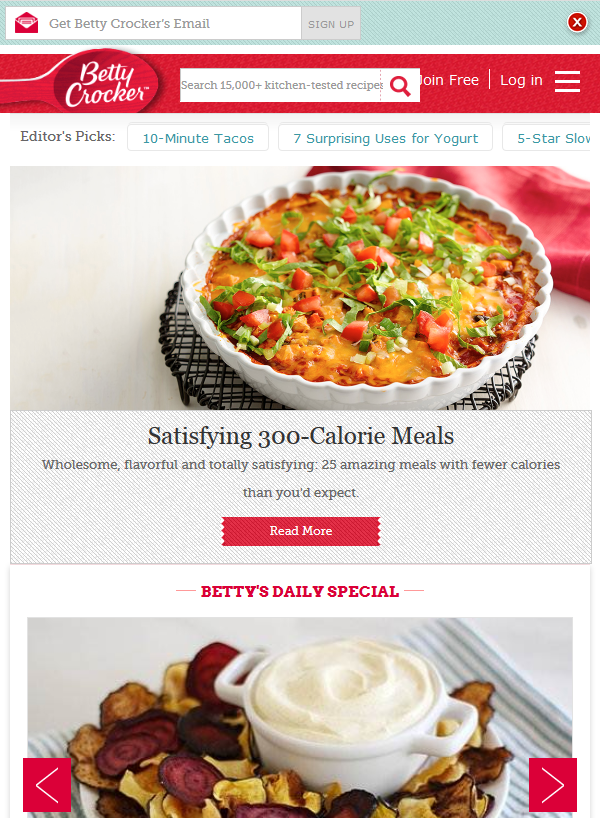 Get Betty Crocker's Email
SIGN UP
Betty
Crocker™
Search 15,000+ kitchen-tested recipes
Join Free
Log in
Editor's Picks:
10-Minute Tacos
7 Surprising Uses for Yogurt
5-Star Slow
Satisfying 300-Calorie Meals
Wholesome, flavorful and totally satisfying: 25 amazing meals with fewer calories
than you'd expect.
Read More
BETTY'S DAILY SPECIAL